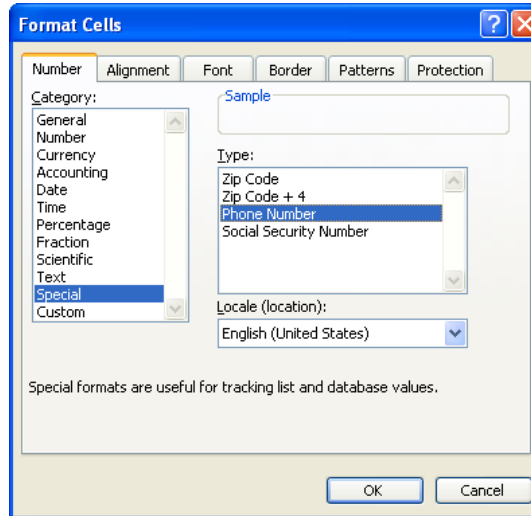 Format Cells
?
Number Alignment Font Border Patterns Protection
Category:
General
Number
Currency
Accounting
Date
Time
Percentage
Fraction
Scientific
Text
Special
Custom
Sample
Type:
Zip Code
Zip Code + 4
Phone Number
Social Security Number
Locale (location):
English (United States)
Special formats are useful for tracking list and database values.
OK Cancel